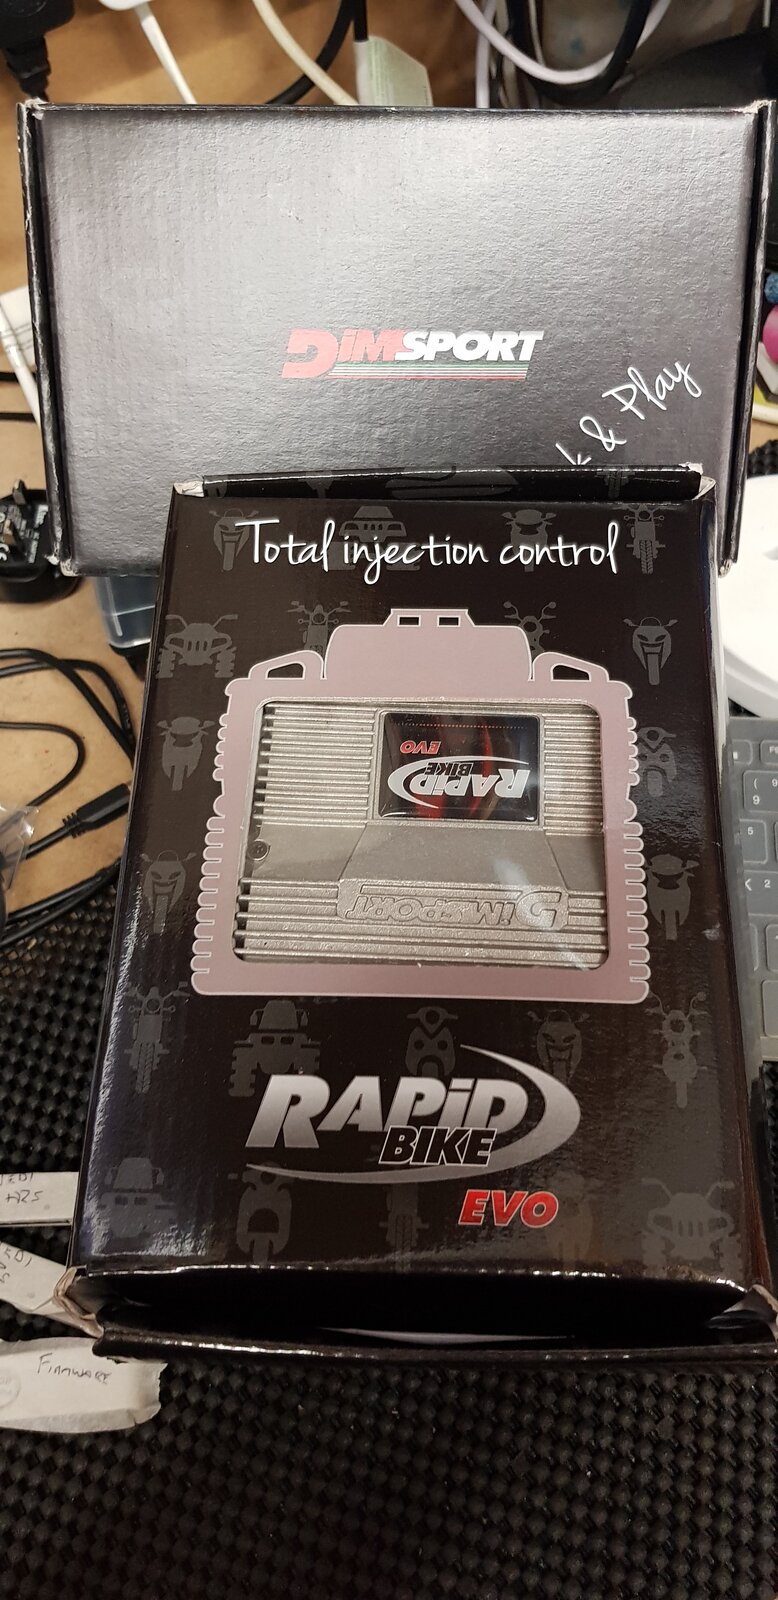 DiMSPORT
k & Play
Total injection control
EVO
RAPiD
BIKE
DiMSPORT
RAPiD
BIKE
EVO
FIRMWARE